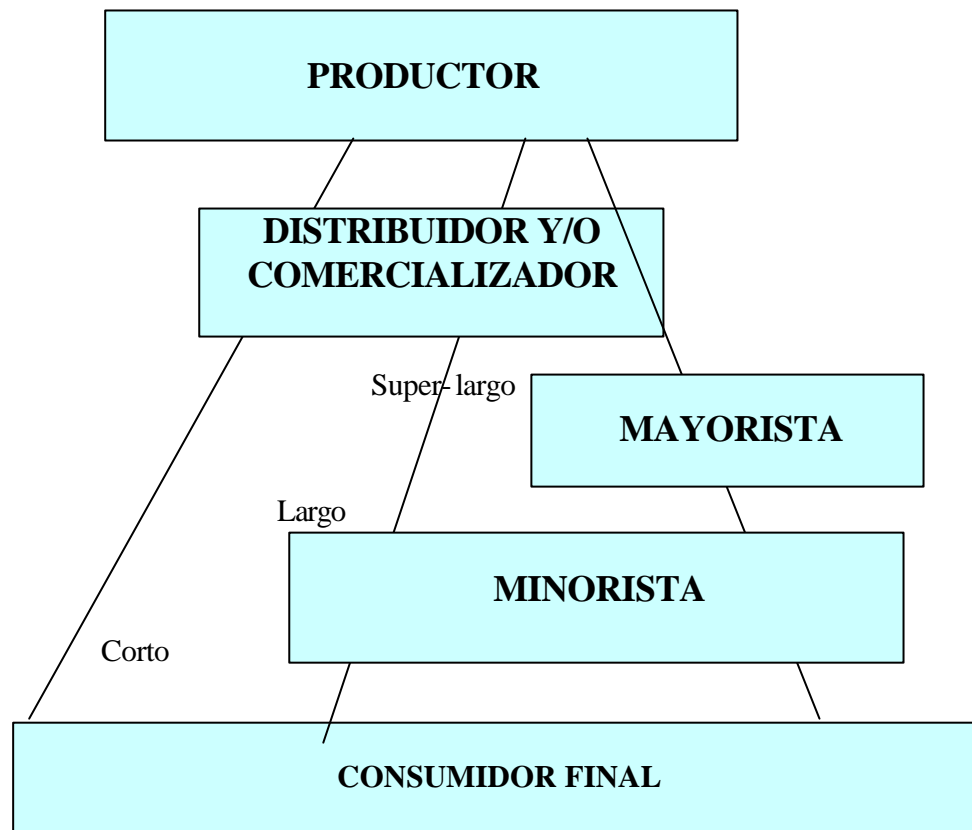 PRODUCTOR
DISTRIBUIDOR Y/O
COMERCIALIZADOR
Super-largo
MAYORISTA
Largo
MINORISTA
Corto
CONSUMIDOR FINAL